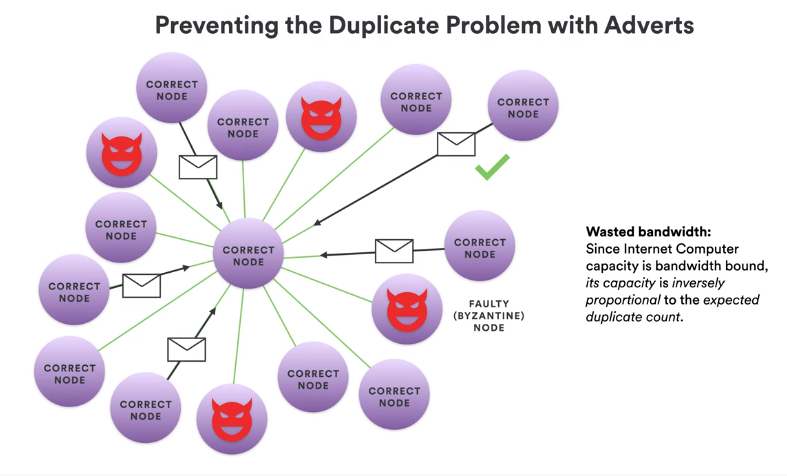 Preventing the Duplicate Problem with Adverts
CORRECT
NODE
CORRECT
NODE
CORRECT
NODE
CORRECT
NODE
CORRECT
NODE
CORRECT
NODE
CORRECT
NODE
CORRECT
NODE
FAULTY
(BYZANTINE)
NODE
CORRECT
NODE
CORRECT
NODE
CORRECT
NODE
CORRECT
NODE
Wasted bandwidth:
Since Internet Computer
capacity is bandwidth bound,
its capacity is inversely
proportional to the expected
duplicate count.